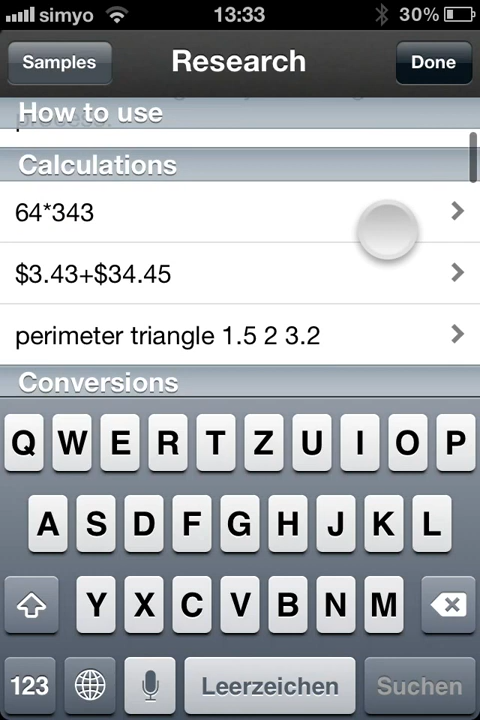 simyo 13:33 30%
Samples Research Done
How to use
Calculations
64*343
$3.43+$34.45
perimeter triangle 1.5 2 3.2
Conversions
Q W E R T Z U I O P
A S D F G H J K L
Y X C V B N M
123 Leerzeichen Suchen